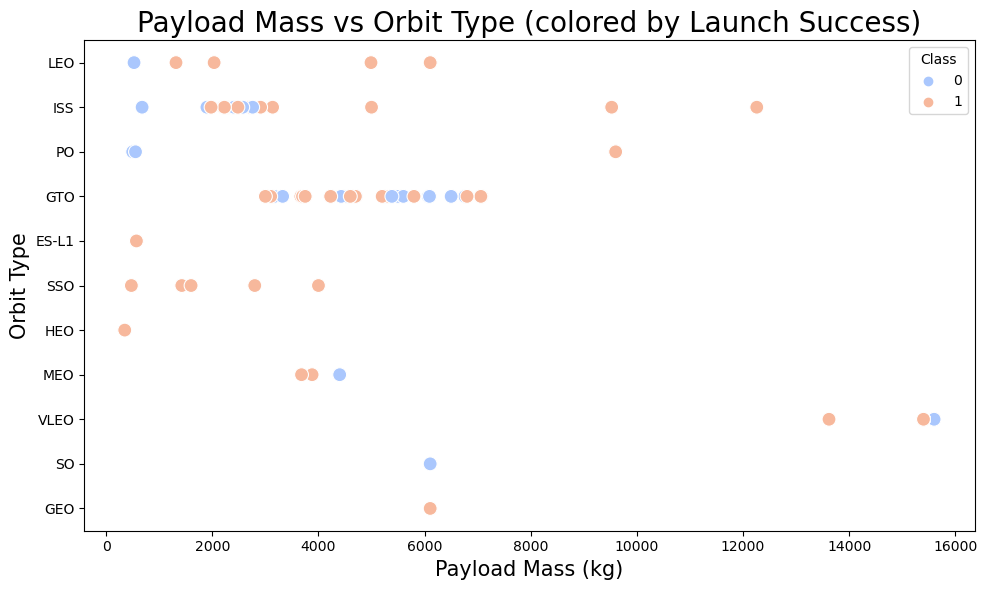 Payload Mass vs Orbit Type (colored by Launch Success)
Class
0
1
LEO
ISS
PO
GTO
ES-L1
SSO
HEO
MEO
VLEO
SO
GEO
Orbit Type
0 2000 4000 6000 8000 10000 12000 14000 16000
Payload Mass (kg)